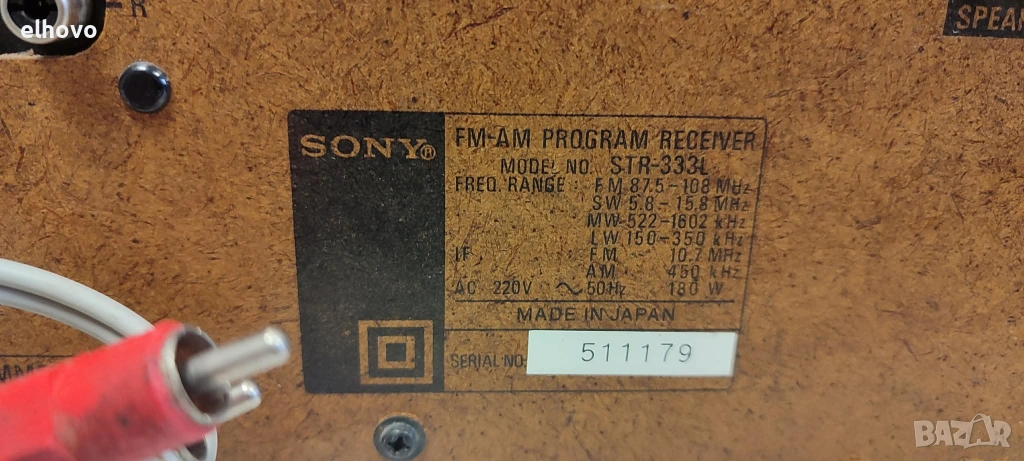 elhovo
R
SPEA
SONY®
FM-AM PROGRAM RECEIVER
MODEL NO. STR-333L
FREQ. RANGE: FM 87.5-108 MHz
SW 5.8-15.8 MHz
MW 522-1602 kHz
LW 150-350 kHz
IF FM 10.7 MHz
AM 450 kHz
AC 220V ~ 50Hz 180 W
MADE IN JAPAN
SERIAL NO. 511179
BAZAR